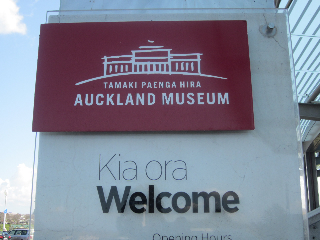 TAMAKI PAENGA HIRA
AUCKLAND MUSEUM
Kia ora
Welcome
Opening Hours